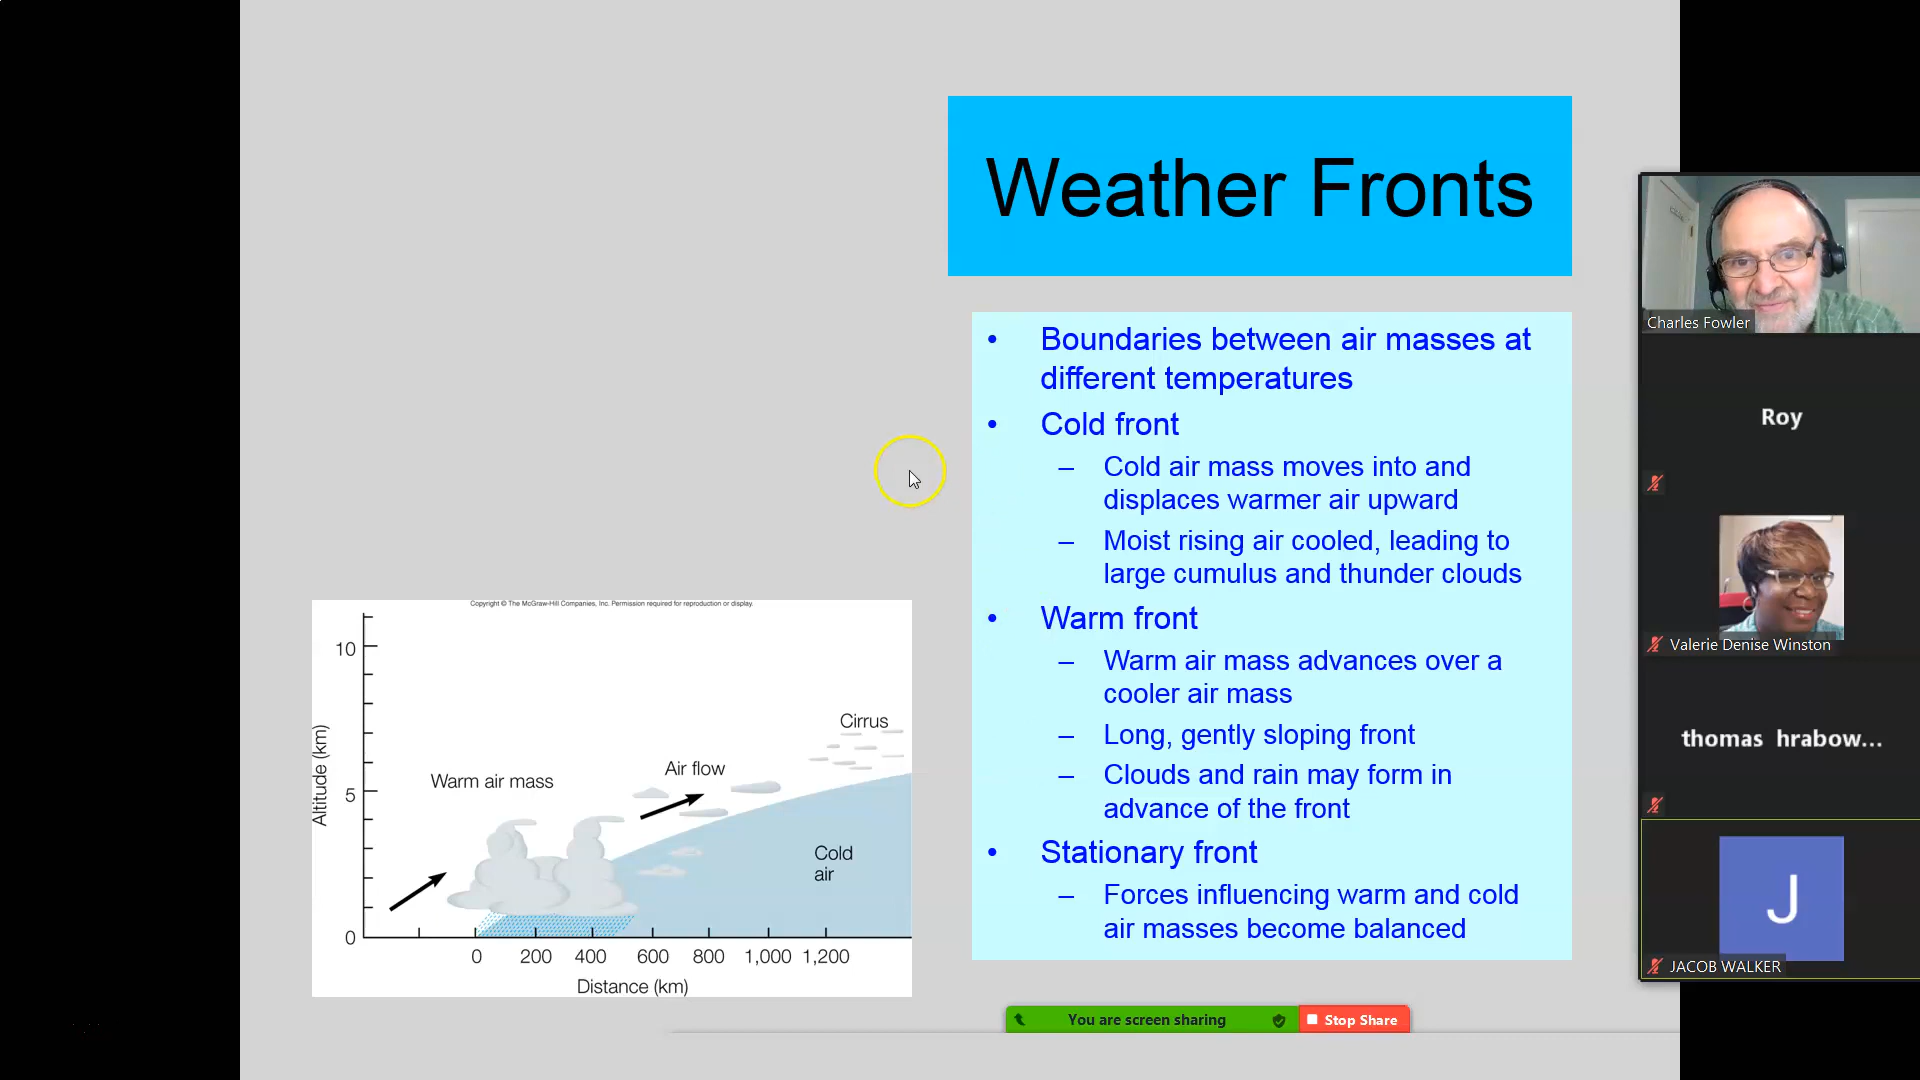 Weather Fronts
• Boundaries between air masses at
different temperatures
• Cold front
– Cold air mass moves into and
displaces warmer air upward
– Moist rising air cooled, leading to
large cumulus and thunder clouds
• Warm front
– Warm air mass advances over a
cooler air mass
– Long, gently sloping front
– Clouds and rain may form in
advance of the front
• Stationary front
– Forces influencing warm and cold
air masses become balanced
Copyright © The McGraw-Hill Companies, Inc. Permission required for reproduction or display.
10
5
0
Altitude (km)
Warm air mass
Air flow
Cirrus
Cold
air
0 200 400 600 800 1,000 1,200
Distance (km)
You are screen sharing
Stop Share
Charles Fowler
Roy
Valerie Denise Winston
thomas hrabow...
J
JACOB WALKER